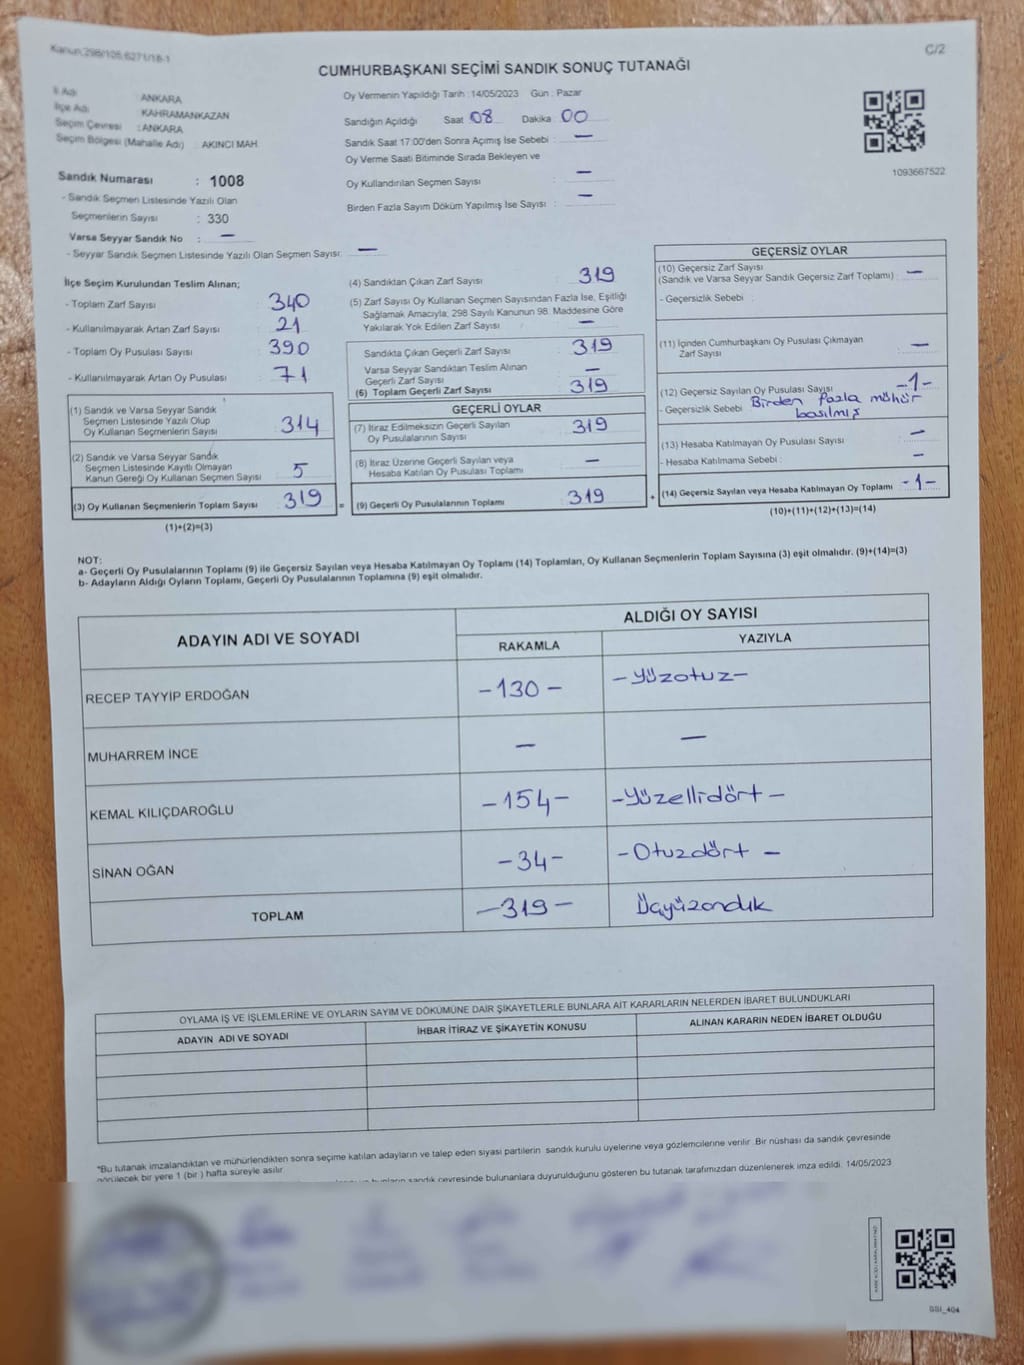 Kanun:298/105,6271/18-1
C/2
CUMHURBAŞKANI SEÇİMİ SANDIK SONUÇ TUTANAĞI
İl Adı : ANKARA
İlçe Adı : KAHRAMANKAZAN
Seçim Çevresi : ANKARA
Seçim Bölgesi (Mahalle Adı) : AKINCI MAH.
Oy Vermenin Yapıldığı Tarih :14/05/2023 Gün : Pazar
Sandığın Açıldığı Saat 08 Dakika 00
Sandık Saat 17:00'den Sonra Açımış İse Sebebi : —
Oy Verme Saati Bitiminde Sırada Bekleyen ve
Oy Kullandırılan Seçmen Sayısı : —
Birden Fazla Sayım Döküm Yapılmış İse Sayısı : —
1093667522
Sandık Numarası : 1008
- Sandık Seçmen Listesinde Yazılı Olan
Seçmenlerin Sayısı : 330
Varsa Seyyar Sandık No : —
- Seyyar Sandık Seçmen Listesinde Yazılı Olan Seçmen Sayısı: —
İlçe Seçim Kurulundan Teslim Alınan;
- Toplam Zarf Sayısı : 340
- Kullanılmayarak Artan Zarf Sayısı : 21
- Toplam Oy Pusulası Sayısı : 390
- Kullanılmayarak Artan Oy Pusulası : 71
(1) Sandık ve Varsa Seyyar Sandık
Seçmen Listesinde Yazılı Olup
Oy Kullanan Seçmenlerin Sayısı : 314
(2) Sandık ve Varsa Seyyar Sandık
Seçmen Listesinde Kayıtlı Olmayan
Kanun Gereği Oy Kullanan Seçmen Sayısı : 5
(3) Oy Kullanan Seçmenlerin Toplam Sayısı : 319
(1)+(2)=(3)
=
(4) Sandıktan Çıkan Zarf Sayısı : 319
(5) Zarf Sayısı Oy Kullanan Seçmen Sayısından Fazla İse, Eşitliği
Sağlamak Amacıyla, 298 Sayılı Kanunun 98. Maddesine Göre
Yakılarak Yok Edilen Zarf Sayısı : —
Sandıkta Çıkan Geçerli Zarf Sayısı : 319
Varsa Seyyar Sandıktan Teslim Alınan
Geçerli Zarf Sayısı : —
(6) Toplam Geçerli Zarf Sayısı : 319
GEÇERLİ OYLAR
(7) İtiraz Edilmeksizin Geçerli Sayılan
Oy Pusulalarının Sayısı : 319
(8) İtiraz Üzerine Geçerli Sayılan veya
Hesaba Katılan Oy Pusulası Toplamı : —
(9) Geçerli Oy Pusulalarının Toplamı : 319
+
GEÇERSİZ OYLAR
(10) Geçersiz Zarf Sayısı
(Sandık ve Varsa Seyyar Sandık Geçersiz Zarf Toplamı) : —
- Geçersizlik Sebebi :
(11) İçinden Cumhurbaşkanı Oy Pusulası Çıkmayan
Zarf Sayısı : —
(12) Geçersiz Sayılan Oy Pusulası Sayısı : -1-
- Geçersizlik Sebebi : Birden fazla mühür
basılmış
(13) Hesaba Katılmayan Oy Pusulası Sayısı : —
- Hesaba Katılmama Sebebi : —
(14) Geçersiz Sayılan veya Hesaba Katılmayan Oy Toplamı : -1-
(10)+(11)+(12)+(13)=(14)
NOT:
a- Geçerli Oy Pusulalarının Toplamı (9) ile Geçersiz Sayılan veya Hesaba Katılmayan Oy Toplamı (14) Toplamları, Oy Kullanan Seçmenlerin Toplam Sayısına (3) eşit olmalıdır. (9)+(14)=(3)
b- Adayların Aldığı Oyların Toplamı, Geçerli Oy Pusulalarının Toplamına (9) eşit olmalıdır.
ADAYIN ADI VE SOYADI
ALDIĞI OY SAYISI
RAKAMLA YAZIYLA
RECEP TAYYİP ERDOĞAN -130- -Yüzotuz-
MUHARREM İNCE — —
KEMAL KILIÇDAROĞLU -154- -Yüzellidört-
SİNAN OĞAN -34- -Otuzdört-
TOPLAM -319- Üçyüzondık
OYLAMA İŞ VE İŞLEMLERİNE VE OYLARIN SAYIM VE DÖKÜMÜNE DAİR ŞİKAYETLERLE BUNLARA AİT KARARLARIN NELERDEN İBARET BULUNDUKLARI
ADAYIN ADI VE SOYADI İHBAR İTİRAZ VE ŞİKAYETİN KONUSU ALINAN KARARIN NEDEN İBARET OLDUĞU
*Bu tutanak imzalandıktan ve mühürlendikten sonra seçime katılan adayların ve talep eden siyasi partilerin sandık kurulu üyelerine veya gözlemcilerine verilir. Bir nüshası da sandık çevresinde
görülecek bir yere 1 (bir ) hafta süreyle asılır.
bunların sandık çevresinde bulunanlara duyurulduğunu gösteren bu tutanak tarafımızdan düzenlenerek imza edildi. 14/05/2023
GSI_404